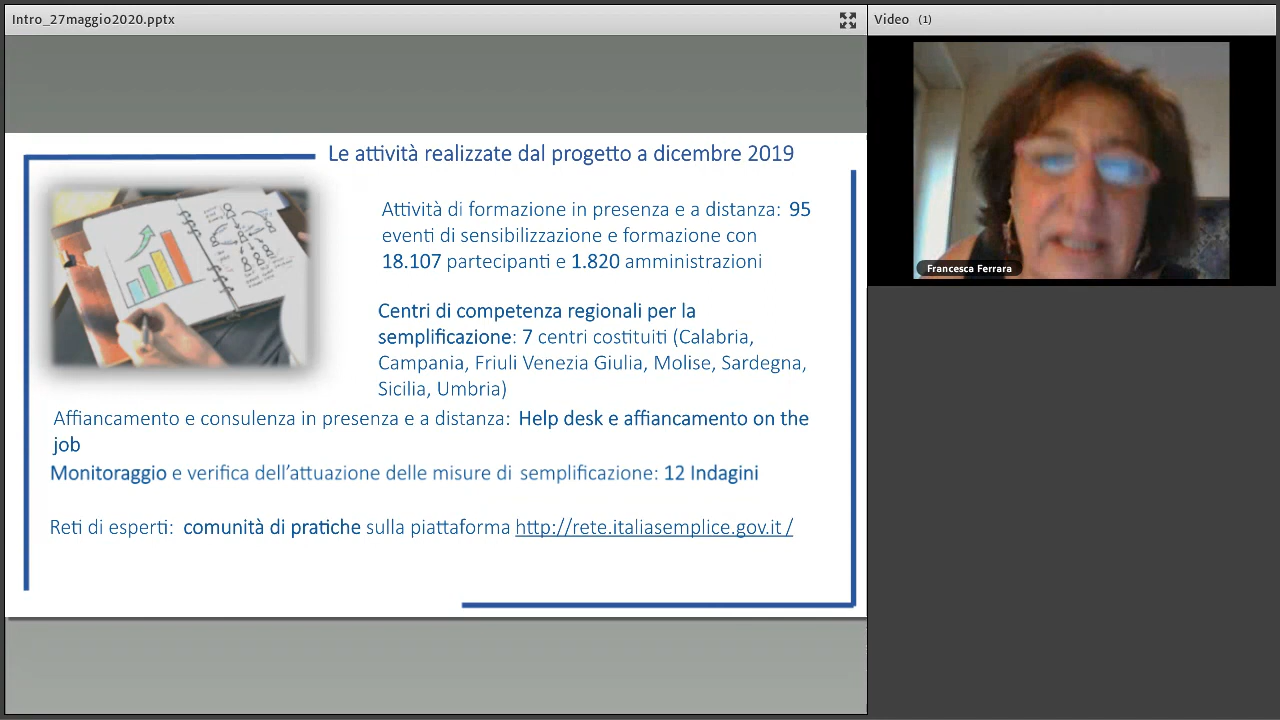 Intro_27maggio2020.pptx
Video (1)
Le attività realizzate dal progetto a dicembre 2019
Attività di formazione in presenza e a distanza: 95
eventi di sensibilizzazione e formazione con
18.107 partecipanti e 1.820 amministrazioni
Centri di competenza regionali per la
semplificazione: 7 centri costituiti (Calabria,
Campania, Friuli Venezia Giulia, Molise, Sardegna,
Sicilia, Umbria)
Affiancamento e consulenza in presenza e a distanza: Help desk e affiancamento on the
job
Monitoraggio e verifica dell'attuazione delle misure di semplificazione: 12 Indagini
Reti di esperti: comunità di pratiche sulla piattaforma http://rete.italiasemplice.gov.it/
Francesca Ferrara